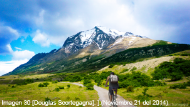 Imagen 30 [Douglas Scortegagna]. ] (Noviembre 21 del 2014)